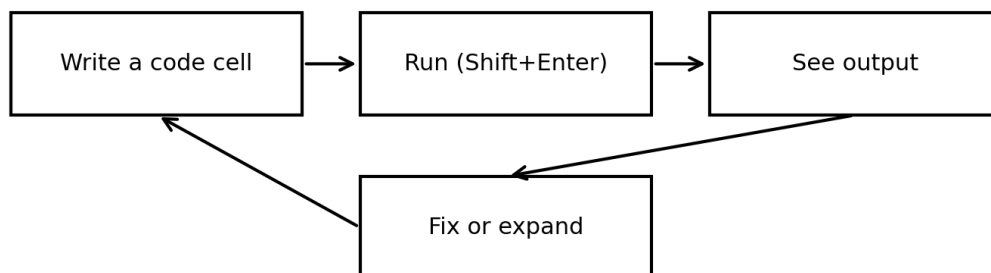 Write a code cell
Run (Shift+Enter)
See output
Fix or expand